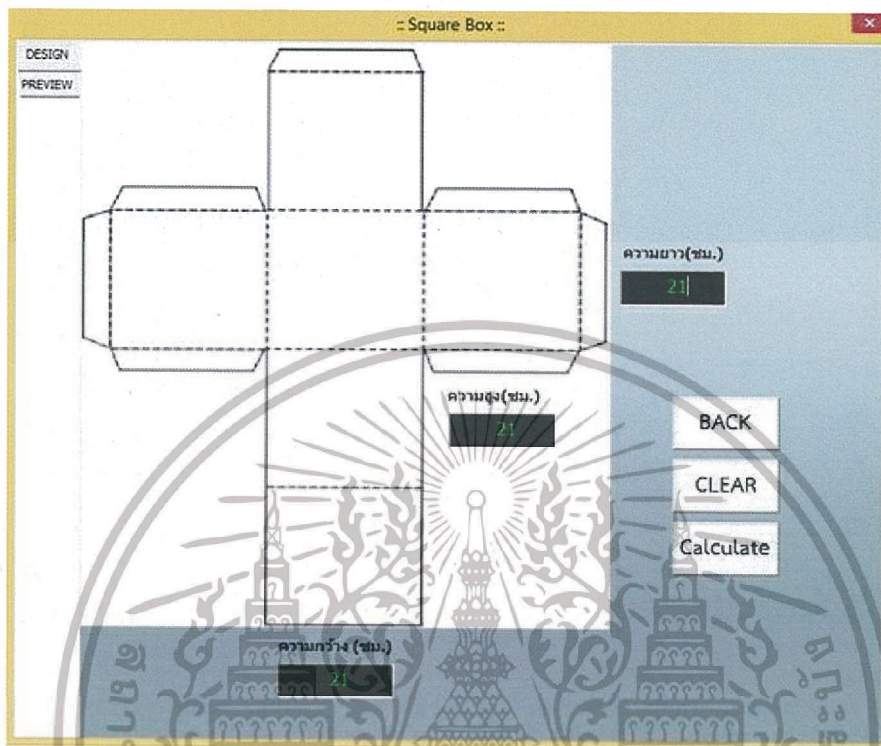 :: Square Box ::
DESIGN
PREVIEW
ความยาว(ซม.)
21
ความสูง(ซม.)
21
BACK
CLEAR
Calculate
ความกว้าง (ซม.)
21